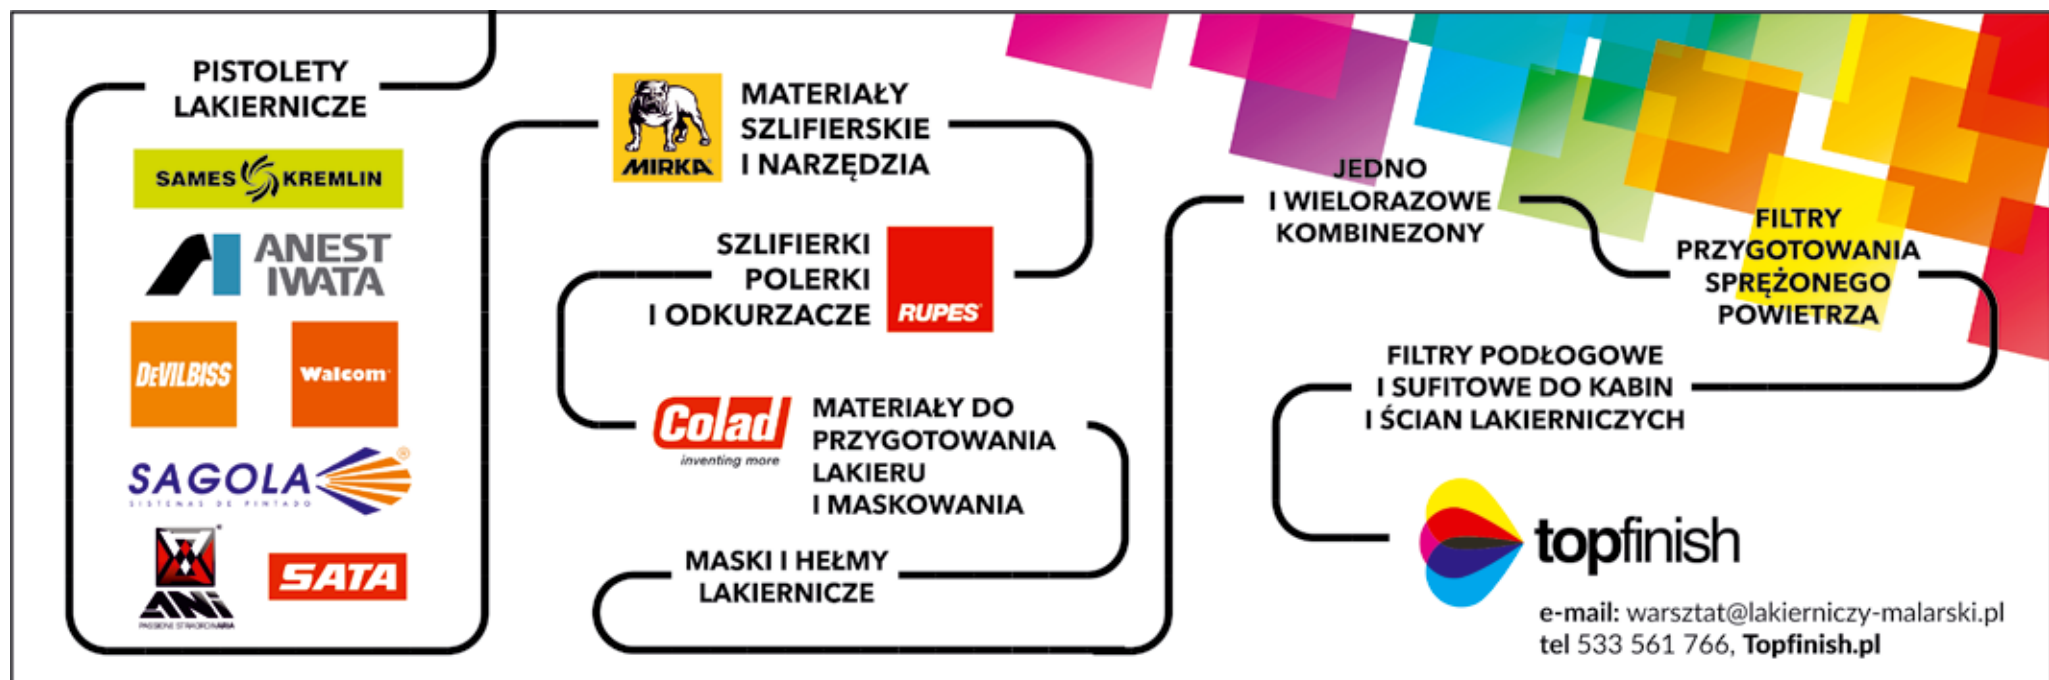 PISTOLETY
LAKIERNICZE
SAMES KREMLIN
ANEST
IWATA
DEVILBISS
Walcom
SAGOLA
SISTEMAS DE PINTADO
ANi
PASSIONE STRAORDINARIA
SATA
MIRKA
MATERIAŁY
SZLIFIERSKIE
I NARZĘDZIA
SZLIFIERKI
POLERKI
I ODKURZACZE
RUPES
Colad
inventing more
MATERIAŁY DO
PRZYGOTOWANIA
LAKIERU
I MASKOWANIA
MASKI I HEŁMY
LAKIERNICZE
JEDNO
I WIELORAZOWE
KOMBINEZONY
FILTRY
PRZYGOTOWANIA
SPRĘŻONEGO
POWIETRZA
FILTRY PODŁOGOWE
I SUFITOWE DO KABIN
I ŚCIAN LAKIERNICZYCH
topfinish
e-mail: warsztat@lakierniczy-malarski.pl
tel 533 561 766, Topfinish.pl